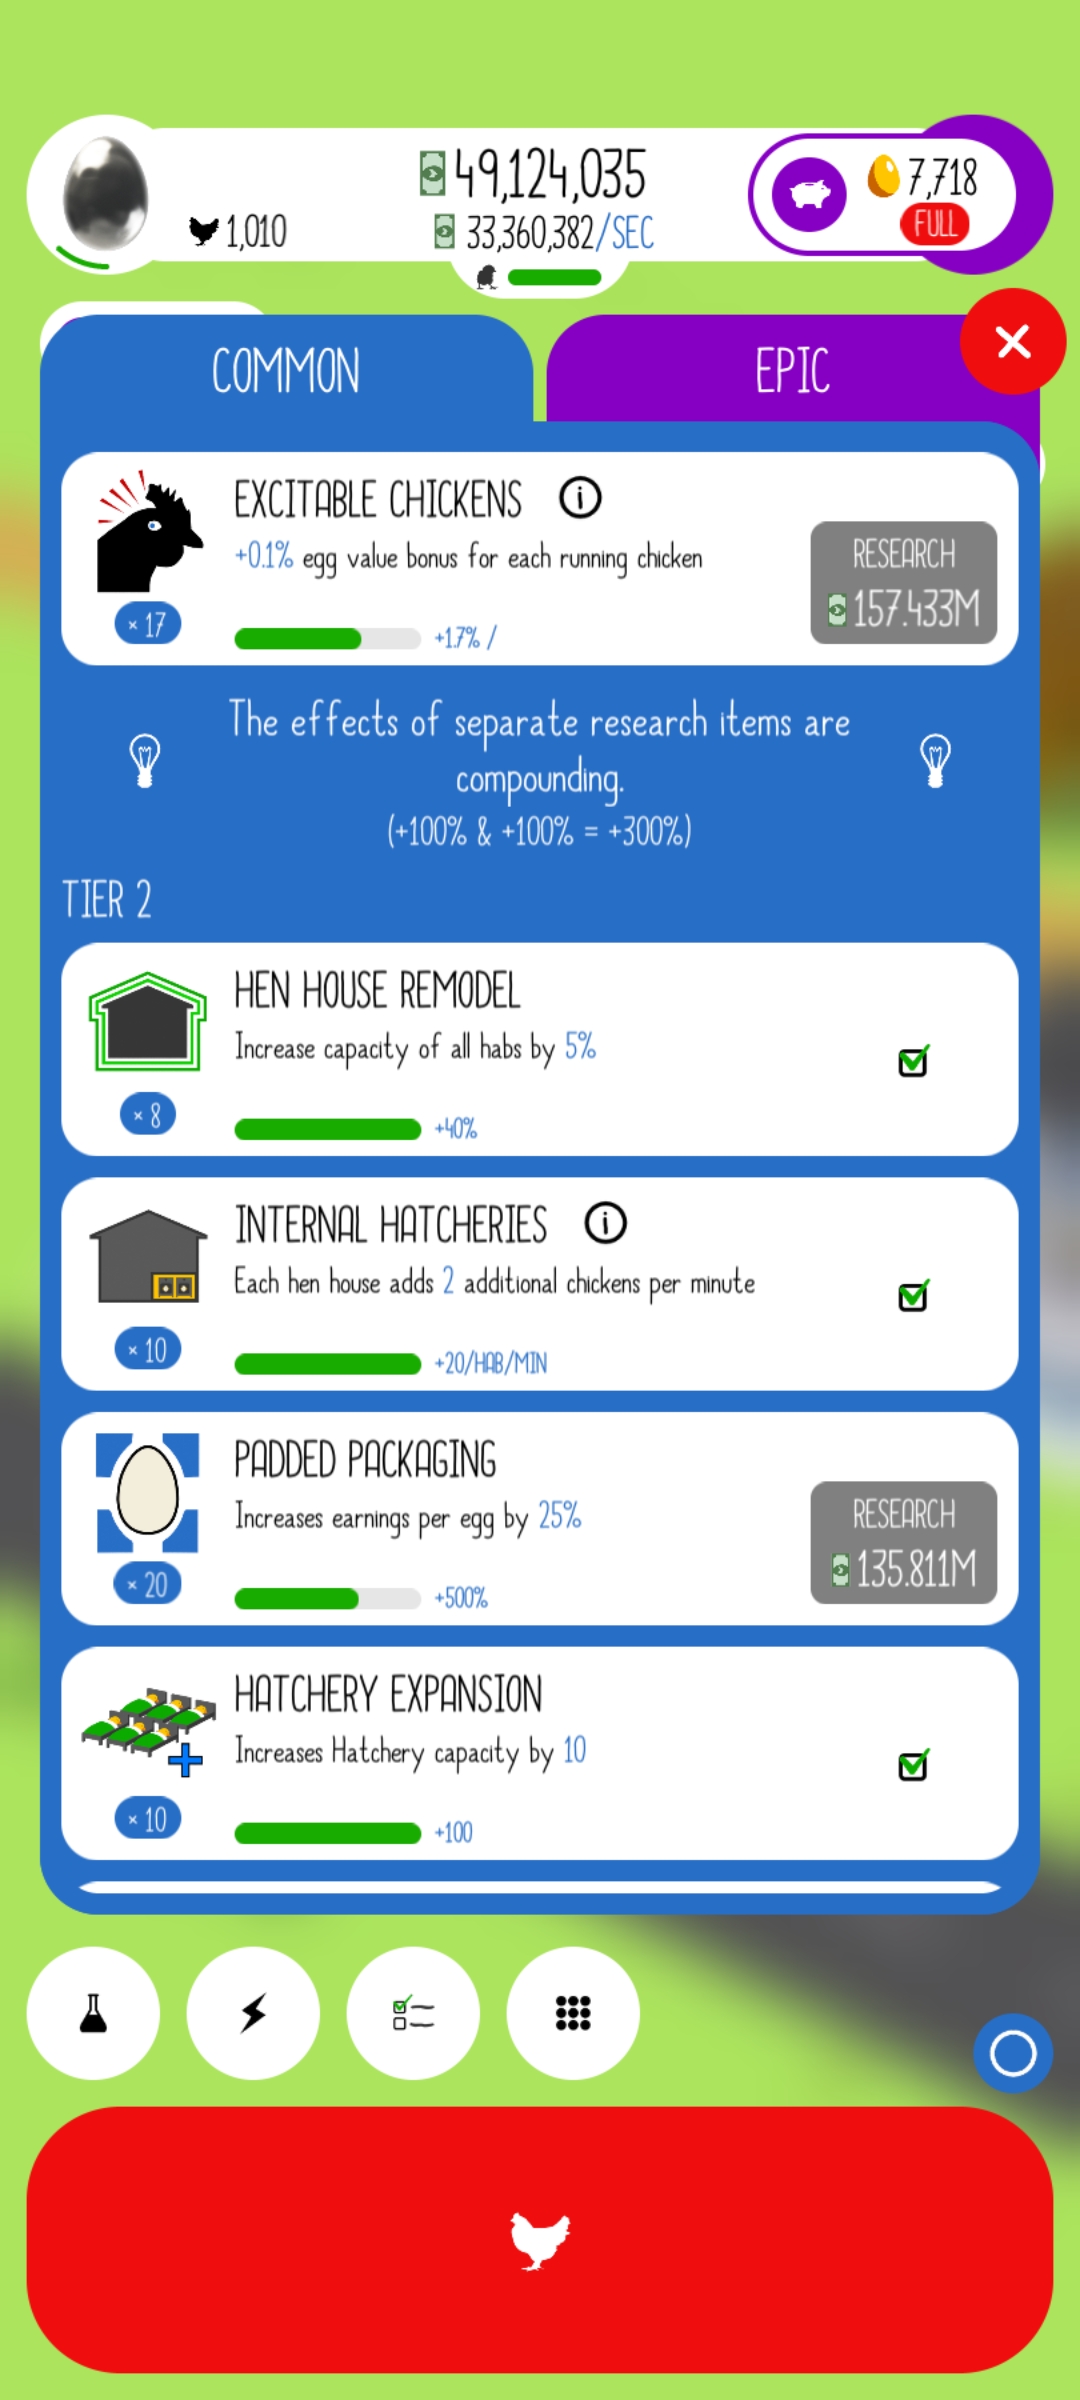 49,124,035
1,010
33,360,382/SEC
7,718
FULL
COMMON
EPIC
EXCITABLE CHICKENS
+0.1% egg value bonus for each running chicken
RESEARCH
157.433M
× 17
+1.7% /
The effects of separate research items are
compounding.
(+100% & +100% = +300%)
TIER 2
HEN HOUSE REMODEL
Increase capacity of all habs by 5%
× 8
+40%
INTERNAL HATCHERIES
Each hen house adds 2 additional chickens per minute
× 10
+20/HAB/MIN
PADDED PACKAGING
Increases earnings per egg by 25%
RESEARCH
135.811M
× 20
+500%
HATCHERY EXPANSION
Increases Hatchery capacity by 10
× 10
+100